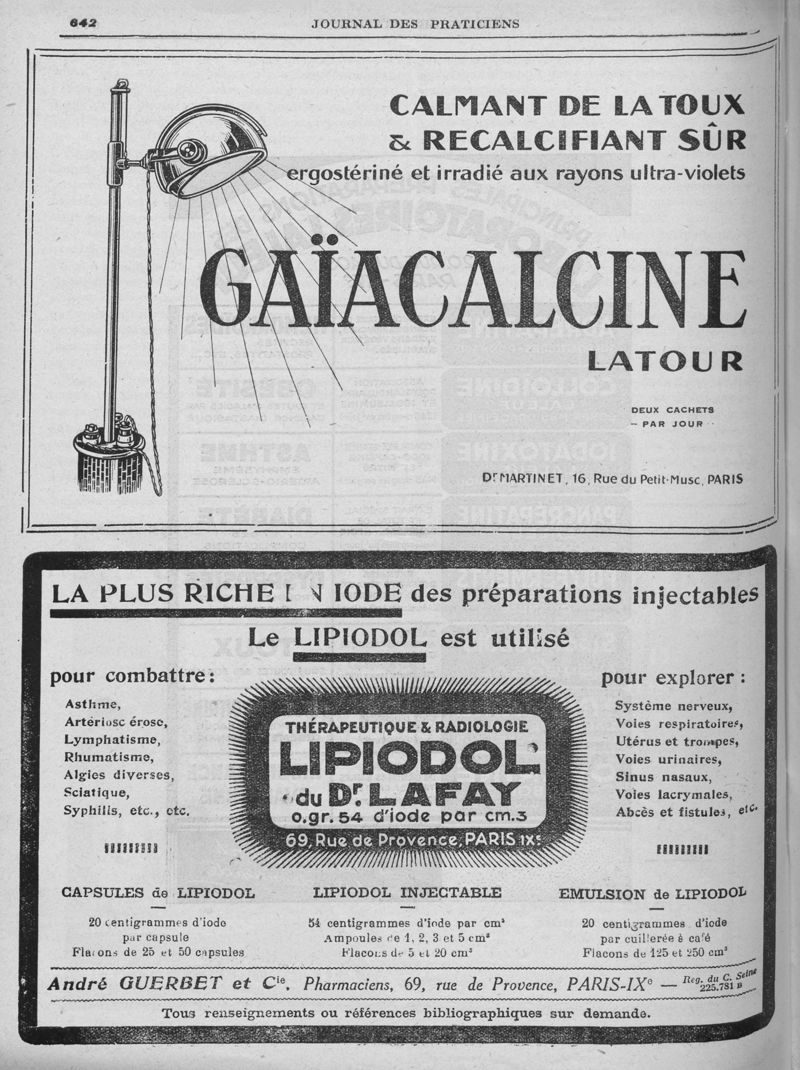 642
JOURNAL DES PRATICIENS
CALMANT DE LA TOUX
& RECALCIFIANT SÛR
ergostériné et irradié aux rayons ultra-violets
GAÏACALCINE
LATOUR
DEUX CACHETS
— PAR JOUR —
Dr MARTINET, 16, Rue du Petit-Musc, PARIS
LA PLUS RICHE EN IODE des préparations injectables
Le LIPIODOL est utilisé
pour combattre :
Asthme,
Artériosclérose,
Lymphatisme,
Rhumatisme,
Algies diverses,
Sciatique,
Syphilis, etc., etc.
THÉRAPEUTIQUE & RADIOLOGIE
LIPIODOL
du Dr. LAFAY
0.gr. 54 d'iode par cm.3
69, Rue de Provence, PARIS IXe
pour explorer :
Système nerveux,
Voies respiratoires,
Utérus et trompes,
Voies urinaires,
Sinus nasaux,
Voies lacrymales,
Abcès et fistules, etc.
CAPSULES de LIPIODOL
20 centigrammes d'iode
par capsule
Flacons de 25 et 50 capsules
LIPIODOL INJECTABLE
54 centigrammes d'iode par cm³
Ampoules de 1, 2, 3 et 5 cm³
Flacons de 5 et 20 cm³
EMULSION de LIPIODOL
20 centigrammes d'iode
par cuillerée à café
Flacons de 125 et 250 cm³
André GUERBET et Cie, Pharmaciens, 69, rue de Provence, PARIS-IXe — Reg. du C. Seine 225.781 B
Tous renseignements ou références bibliographiques sur demande.